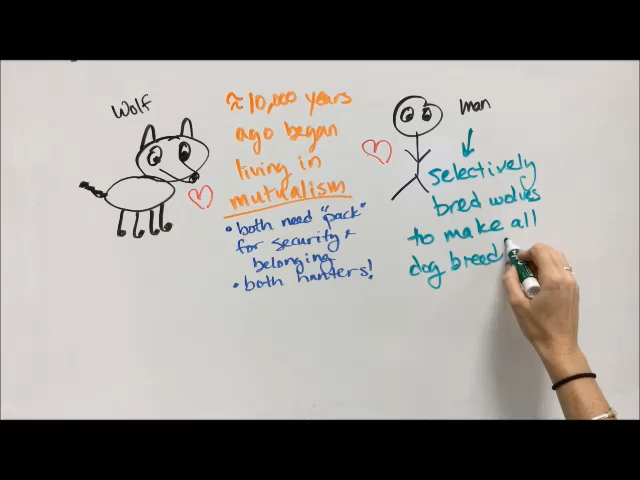 Wolf
≈10,000 years
ago began
living in
mutualism
• both need "pack"
for security +
belonging
• both hunters!
man
selectively
bred wolves
to make all
dog breed